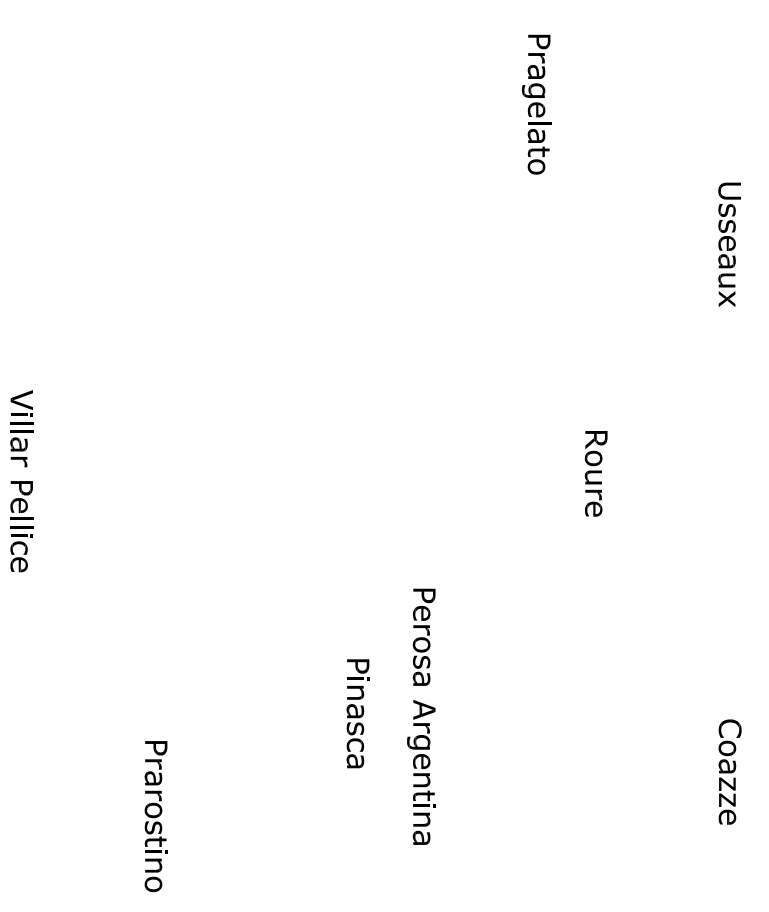 Usseaux
Coazze
Roure
Pragelato
Perosa Argentina
Pinasca
Prarostino
Villar Pellice